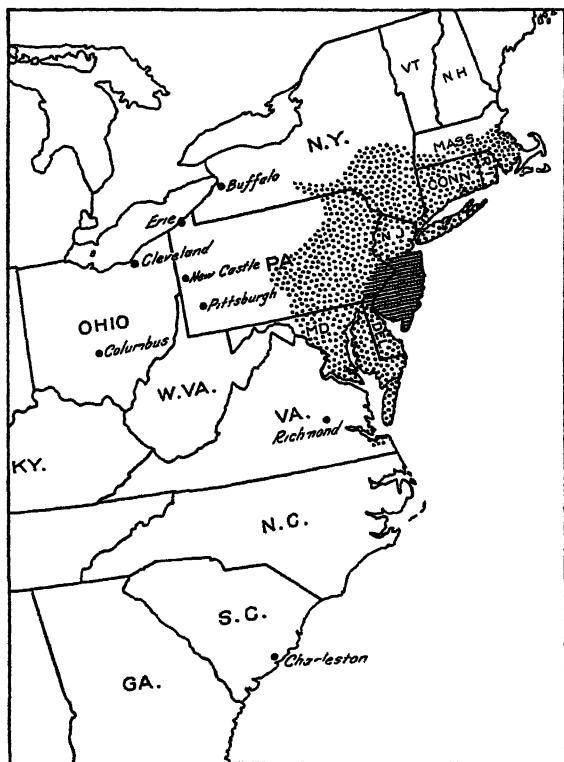 VT
NH
N.Y.
MASS
CONN
Buffalo
Erie
N.J.
Cleveland
New Castle
PA
Pittsburgh
OHIO
Columbus
MD.
W.VA.
VA.
Richmond
KY.
N.C.
S.C.
Charleston
GA.